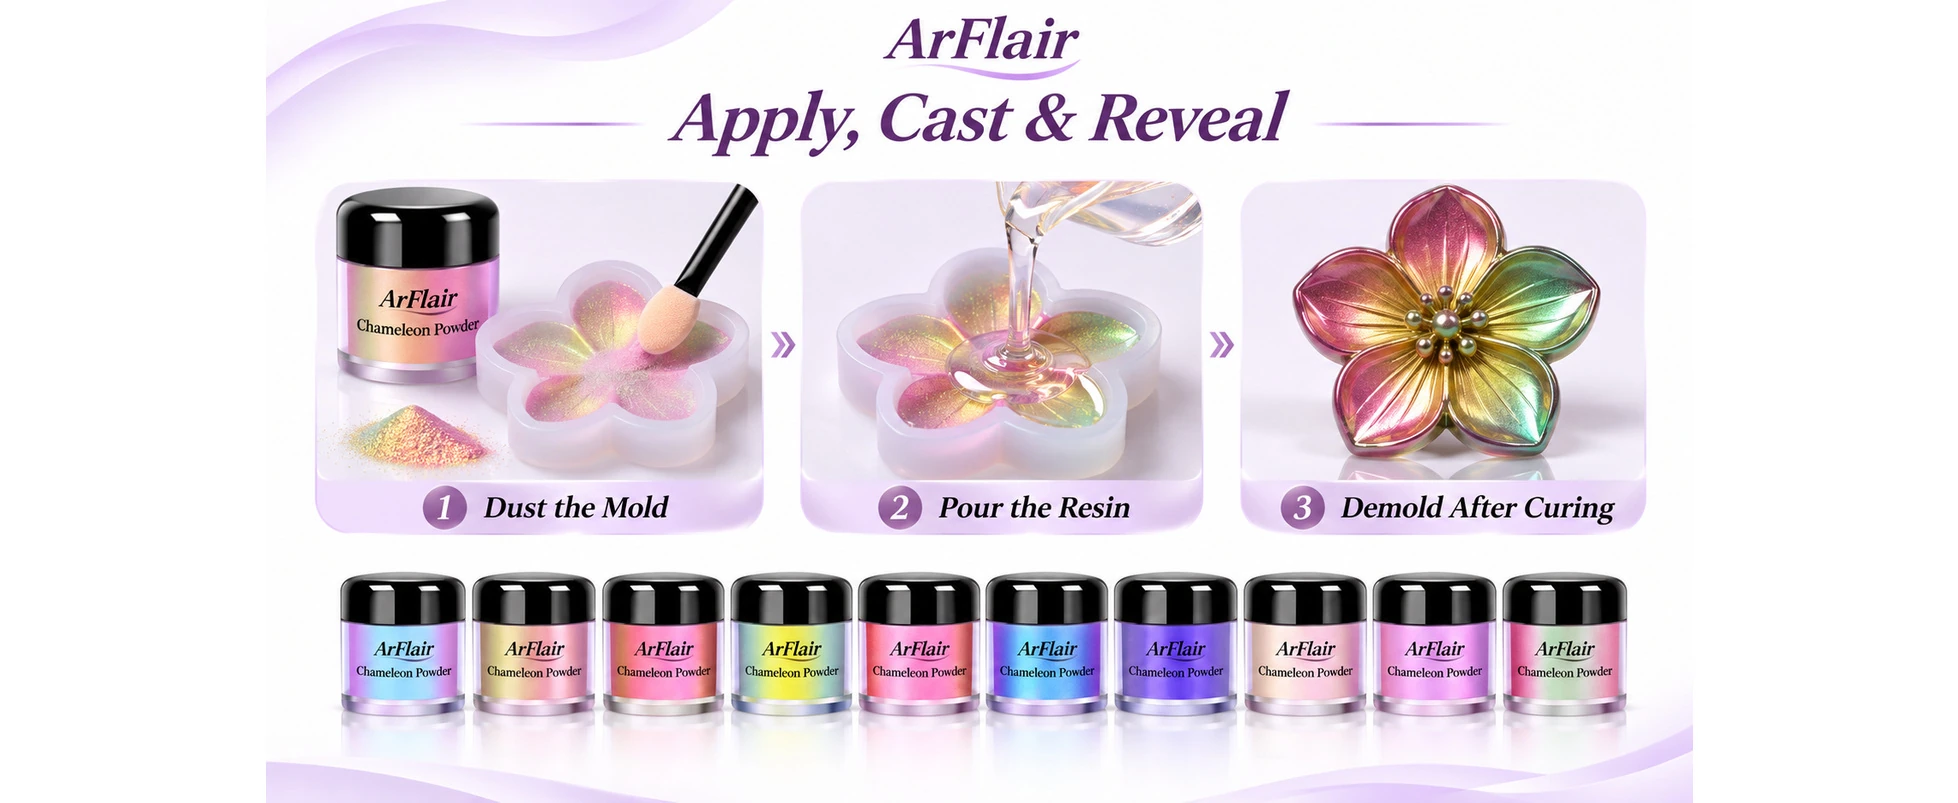 ArFlair
Apply, Cast & Reveal
ArFlair
Chameleon Powder
1 Dust the Mold
2 Pour the Resin
3 Demold After Curing
ArFlair
Chameleon Powder
ArFlair
Chameleon Powder
ArFlair
Chameleon Powder
ArFlair
Chameleon Powder
ArFlair
Chameleon Powder
ArFlair
Chameleon Powder
ArFlair
Chameleon Powder
ArFlair
Chameleon Powder
ArFlair
Chameleon Powder
ArFlair
Chameleon Powder